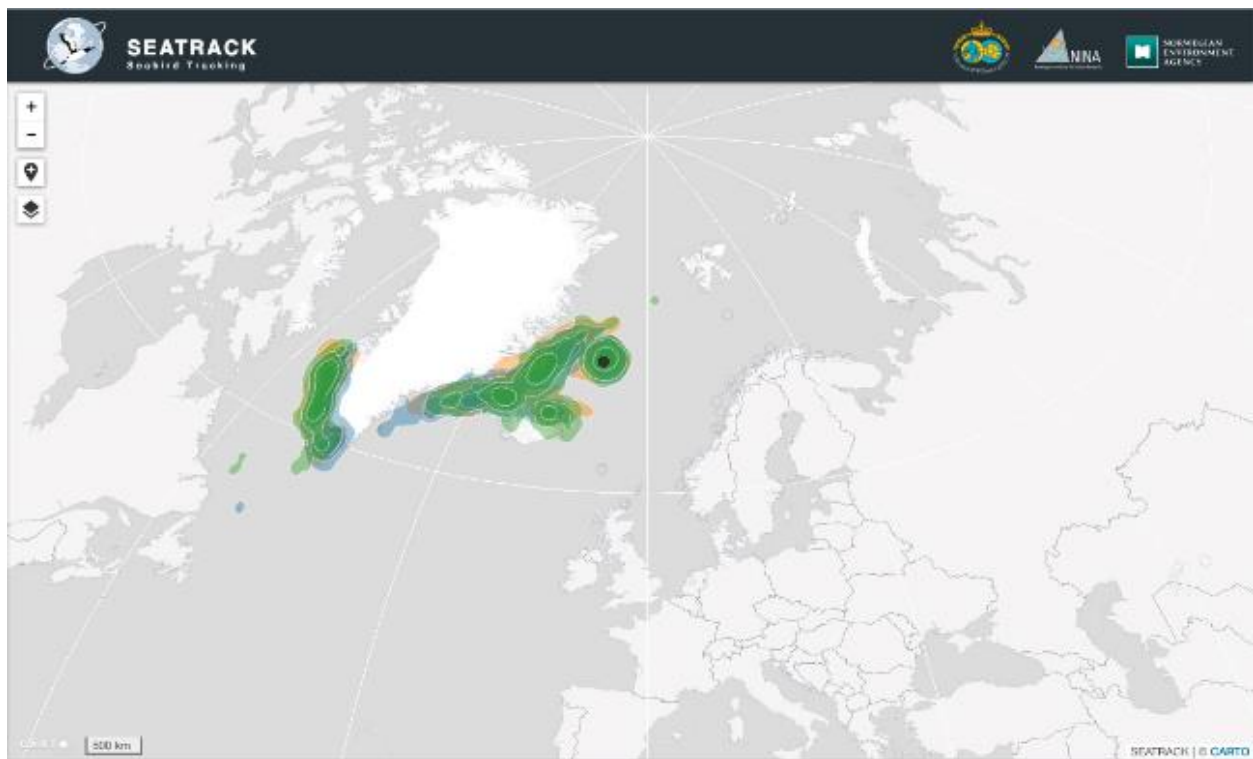 SEATRACK
Seabird Tracking
NINA
NORWEGIAN
ENVIRONMENT
AGENCY
+
−
500 km
SEATRACK | © CARTO